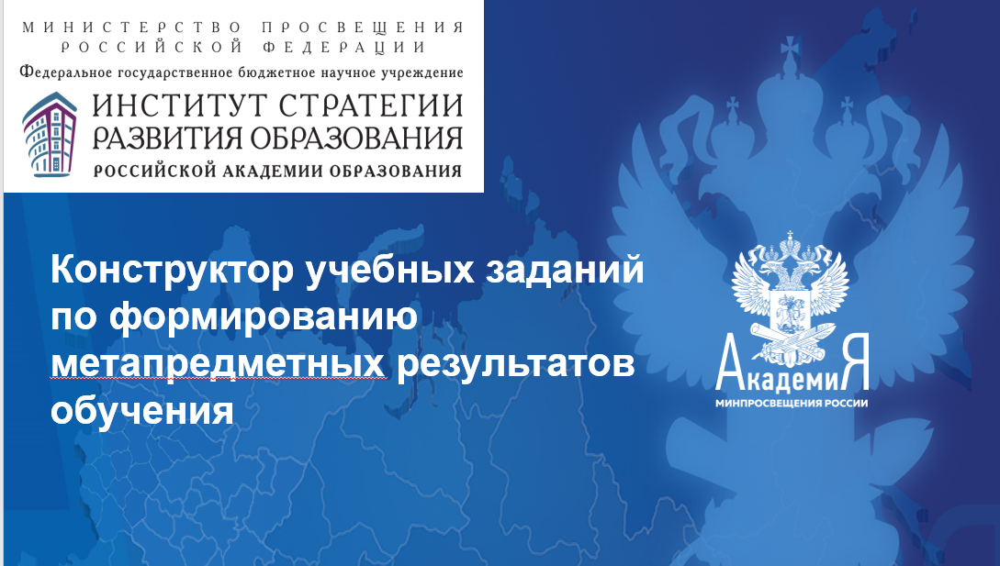 МИНИСТЕРСТВО ПРОСВЕЩЕНИЯ
РОССИЙСКОЙ ФЕДЕРАЦИИ
Федеральное государственное бюджетное научное учреждение
ИНСТИТУТ СТРАТЕГИИ
РАЗВИТИЯ ОБРАЗОВАНИЯ
РОССИЙСКОЙ АКАДЕМИИ ОБРАЗОВАНИЯ
Конструктор учебных заданий
по формированию
метапредметных результатов
обучения
АкадемиЯ
МИНПРОСВЕЩЕНИЯ РОССИИ